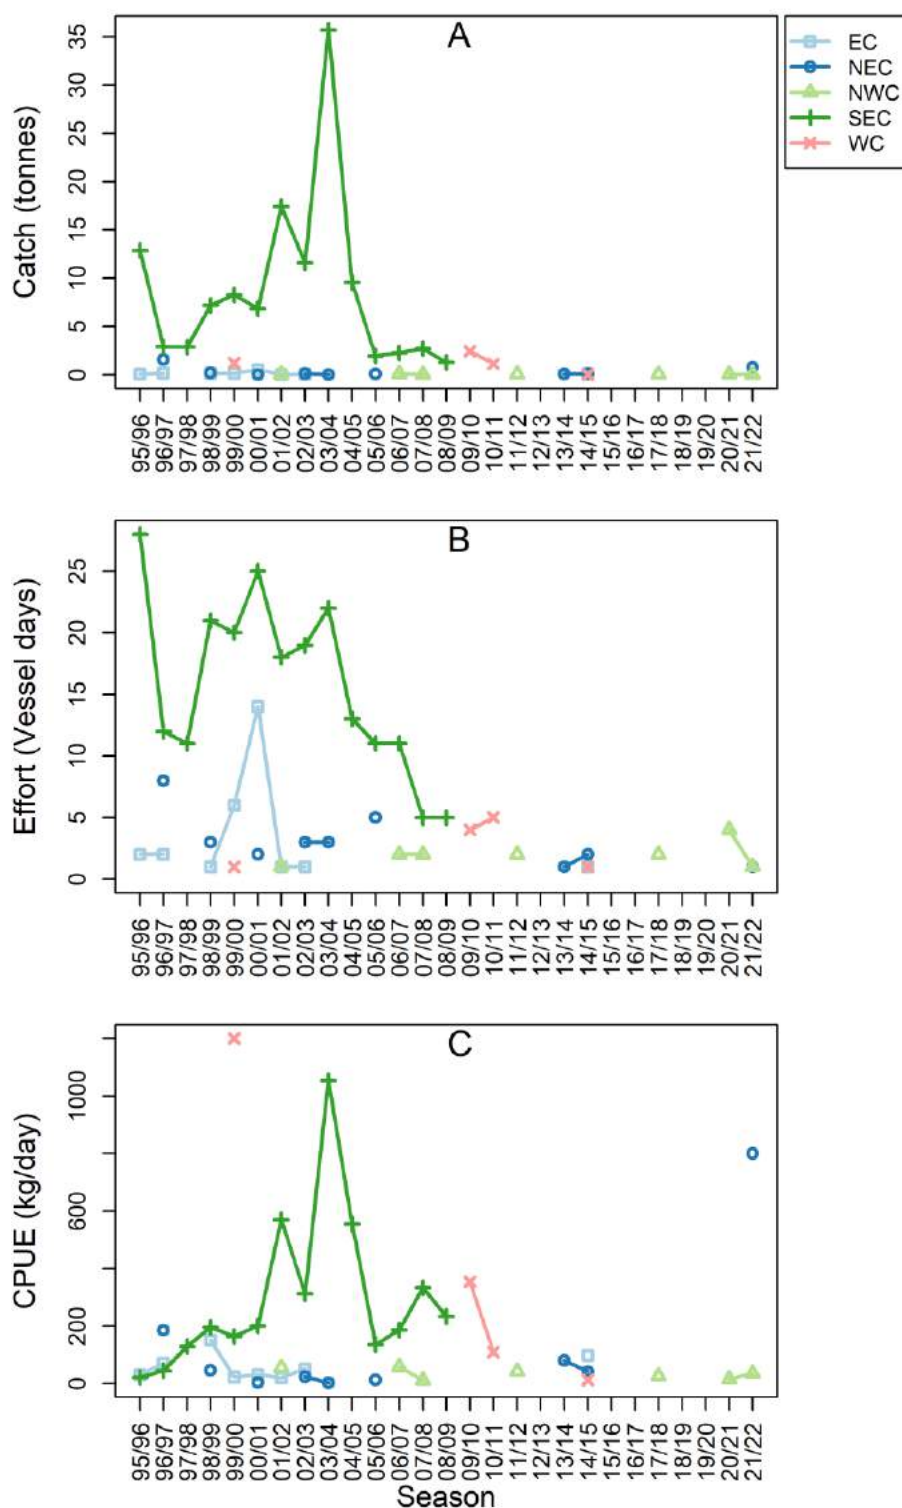 A
Catch (tonnes)
35
30
25
20
15
10
5
0
95/96 96/97 97/98 98/99 99/00 00/01 01/02 02/03 03/04 04/05 05/06 06/07 07/08 08/09 09/10 10/11 11/12 12/13 13/14 14/15 15/16 16/17 17/18 18/19 19/20 20/21 21/22
EC
NEC
NWC
SEC
WC
B
Effort (Vessel days)
25
20
15
10
5
0
95/96 96/97 97/98 98/99 99/00 00/01 01/02 02/03 03/04 04/05 05/06 06/07 07/08 08/09 09/10 10/11 11/12 12/13 13/14 14/15 15/16 16/17 17/18 18/19 19/20 20/21 21/22
C
CPUE (kg/day)
1000
600
200
0
95/96 96/97 97/98 98/99 99/00 00/01 01/02 02/03 03/04 04/05 05/06 06/07 07/08 08/09 09/10 10/11 11/12 12/13 13/14 14/15 15/16 16/17 17/18 18/19 19/20 20/21 21/22
Season